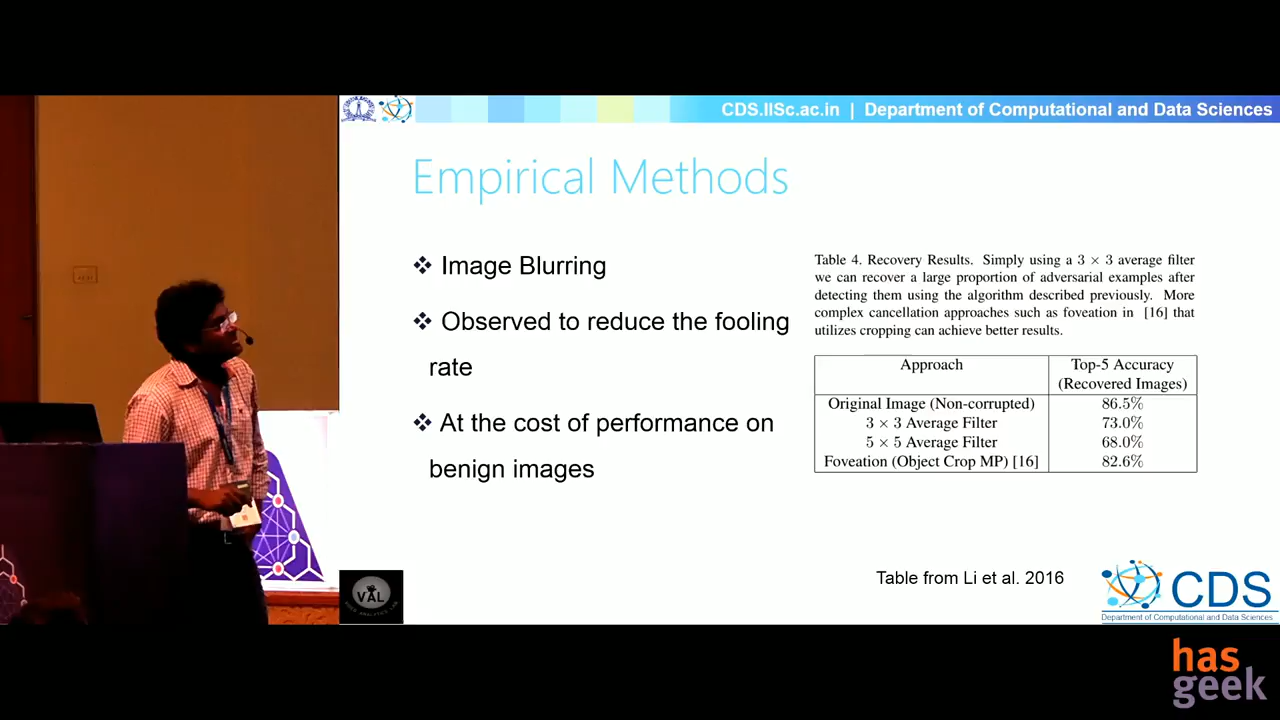 CDS.IISc.ac.in | Department of Computational and Data Sciences
Empirical Methods
❖ Image Blurring
❖ Observed to reduce the fooling
rate
❖ At the cost of performance on
benign images
Table 4. Recovery Results. Simply using a 3 × 3 average filter
we can recover a large proportion of adversarial examples after
detecting them using the algorithm described previously. More
complex cancellation approaches such as foveation in [16] that
utilizes cropping can achieve better results.
Approach Top-5 Accuracy
(Recovered Images)
Original Image (Non-corrupted) 86.5%
3 × 3 Average Filter 73.0%
5 × 5 Average Filter 68.0%
Foveation (Object Crop MP) [16] 82.6%
Table from Li et al. 2016
VAL
CDS
Department of Computational and Data Sciences
has
geek